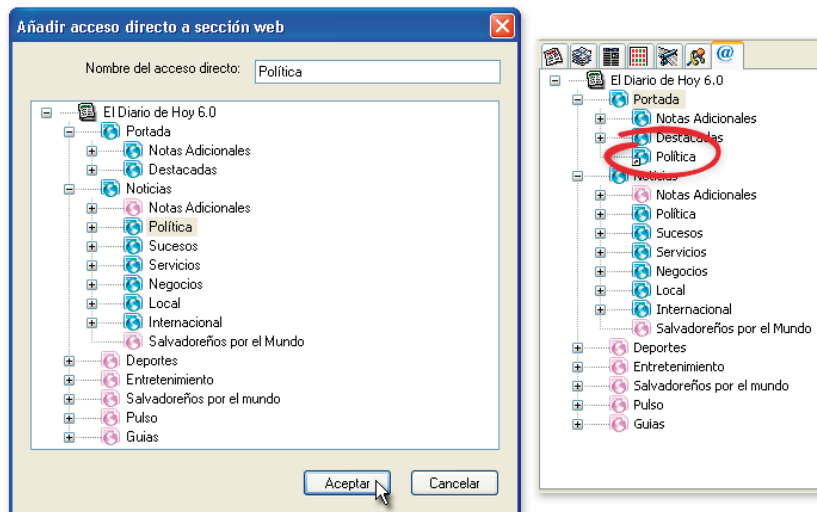 Añadir acceso directo a sección web
Nombre del acceso directo: Política
El Diario de Hoy 6.0
Portada
Notas Adicionales
Destacadas
Noticias
Notas Adicionales
Política
Sucesos
Servicios
Negocios
Local
Internacional
Salvadoreños por el Mundo
Deportes
Entretenimiento
Salvadoreños por el mundo
Pulso
Guias
Aceptar Cancelar
@
El Diario de Hoy 6.0
Portada
Notas Adicionales
Destacadas
Política
Noticias
Notas Adicionales
Política
Sucesos
Servicios
Negocios
Local
Internacional
Salvadoreños por el Mundo
Deportes
Entretenimiento
Salvadoreños por el mundo
Pulso
Guias